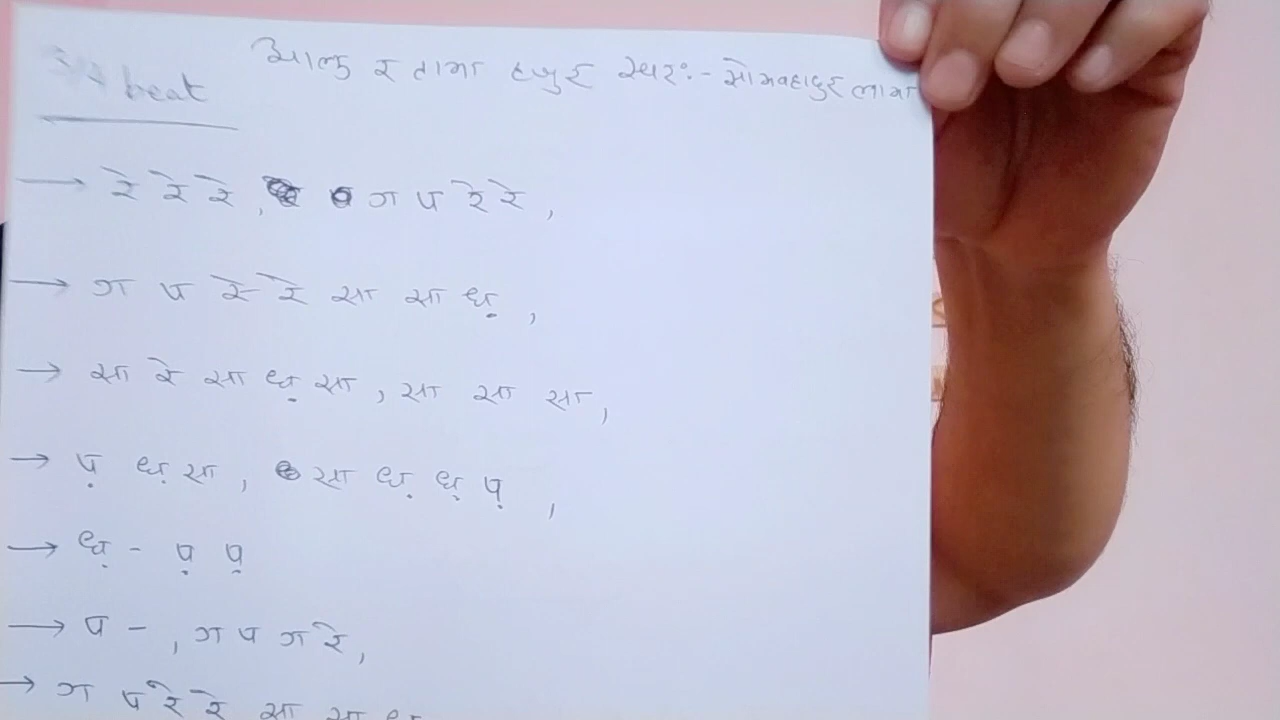 आलु र तामा हजुर स्वर:- सोमबहादुर लामा
beat
→ रे रे रे, ग प रे रे,
→ ग प रे रे सा सा ध़,
→ सा रे सा ध़ सा, सा सा सा,
→ प़ ध़ सा, सा ध़ ध़ प़,
→ ध़ - प़ प़
→ प -, ग प ग रे,
→ ग प रे रे सा सा ध